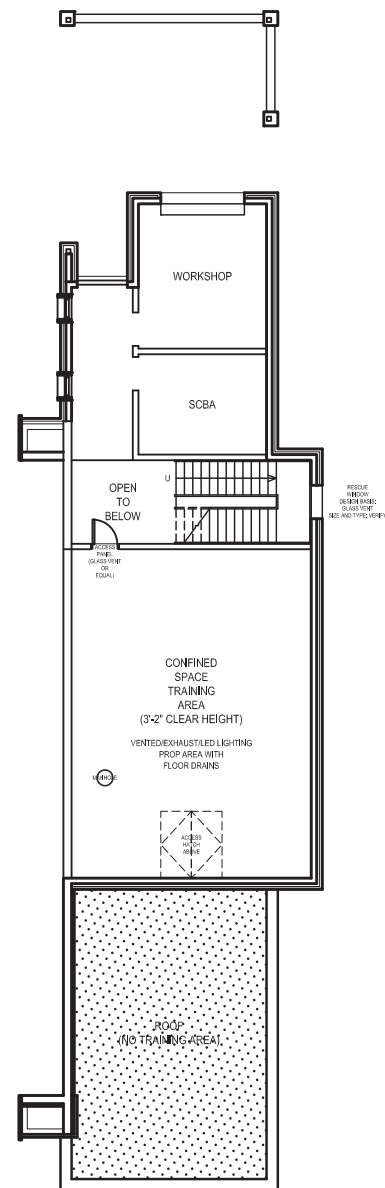 WORKSHOP
SCBA
U
OPEN
TO
BELOW
RESCUE
WINDOW
DESIGN BASIS:
GLASS VENT
SIZE AND TYPE: VERIFY
ACCESS
PANEL
(GLASS VENT
OR
EQUAL)
CONFINED
SPACE
TRAINING
AREA
(3'-2" CLEAR HEIGHT)
VENTED/EXHAUST/LED LIGHTING
PROP AREA WITH
FLOOR DRAINS
MANHOLE
ACCESS
HATCH
ABOVE
ROOF
(NO TRAINING AREA)